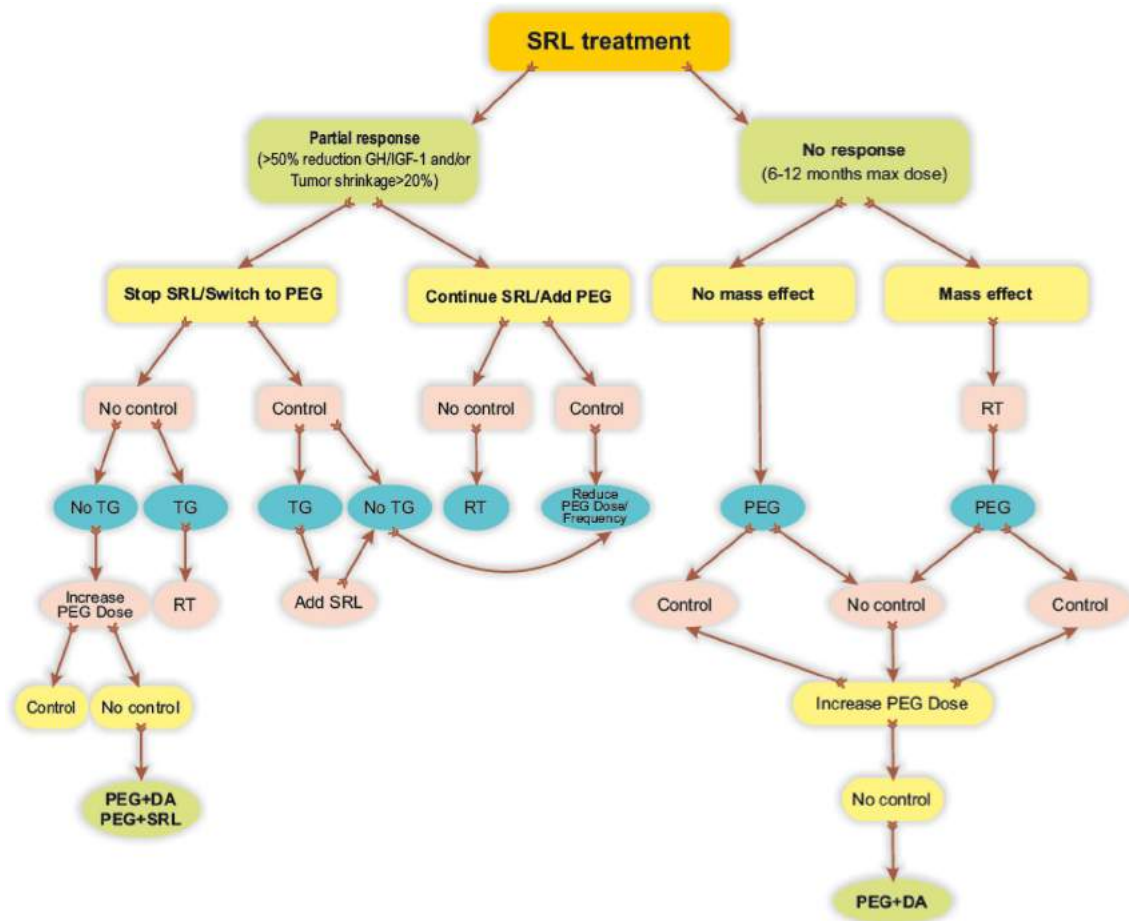 SRL treatment
Partial response
(>50% reduction GH/IGF-1 and/or
Tumor shrinkage>20%)
No response
(6-12 months max dose)
Stop SRL/Switch to PEG
Continue SRL/Add PEG
No mass effect
Mass effect
No control
Control
No control
Control
RT
No TG
TG
TG
No TG
RT
Reduce
PEG Dose/
Frequency
PEG
PEG
Increase
PEG Dose
RT
Add SRL
Control
No control
Control
Control
No control
Increase PEG Dose
PEG+DA
PEG+SRL
No control
PEG+DA